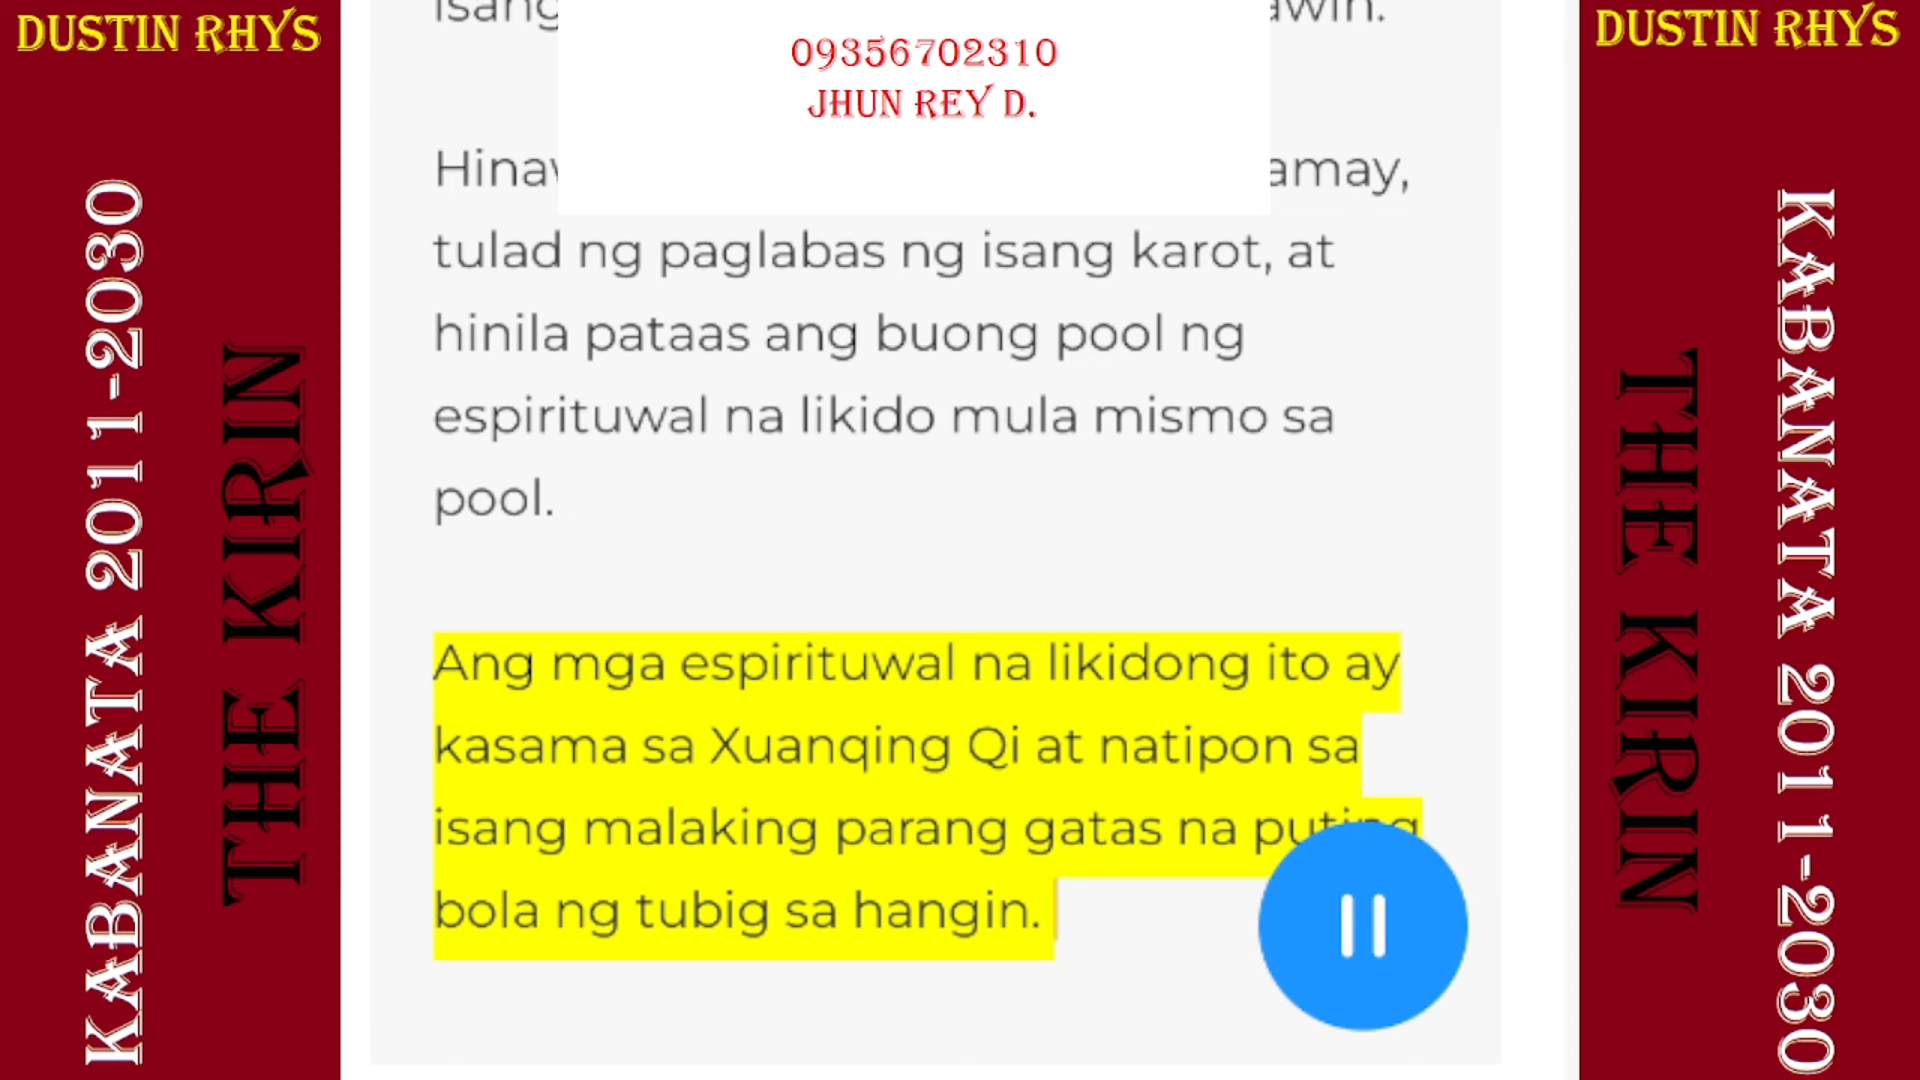 DUSTIN RHYS
KABANATA 2011-2030
THE KIRIN
09356702310
JHUN REY D.
tulad ng paglabas ng isang karot, at
hinila pataas ang buong pool ng
espirituwal na likido mula mismo sa
pool.
Ang mga espirituwal na likidong ito ay
kasama sa Xuanqing Qi at natipon sa
isang malaking parang gatas na puting
bola ng tubig sa hangin.
DUSTIN RHYS
THE KIRIN
KABANATA 2011-2030